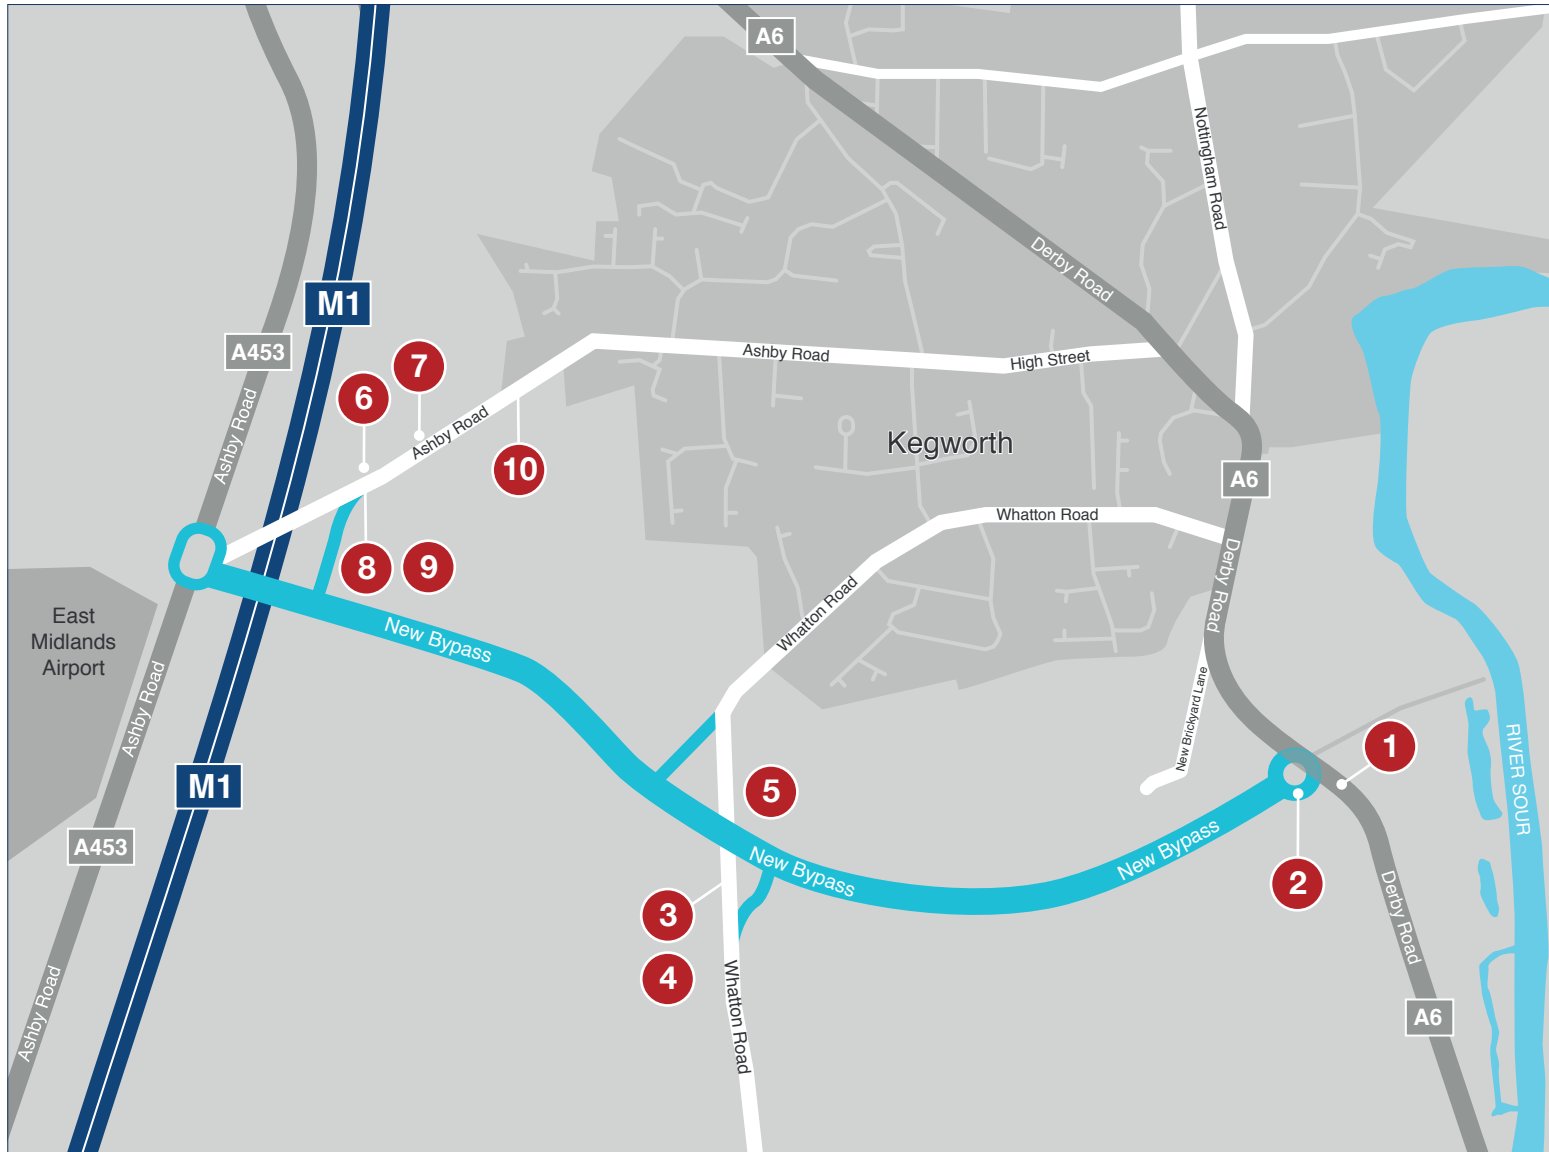 A6
Nottingham Road
Derby Road
M1
A453
Ashby Road
High Street
7
6
Ashby Road
Ashby Road
10
Kegworth
A6
Whatton Road
8
9
Derby Road
East
Midlands
Airport
New Bypass
Whatton Road
Ashby Road
New Brickyard Lane
1
RIVER SOUR
M1
5
A453
New Bypass
New Bypass
2
3
Derby Road
4
Whatton Road
Ashby Road
A6